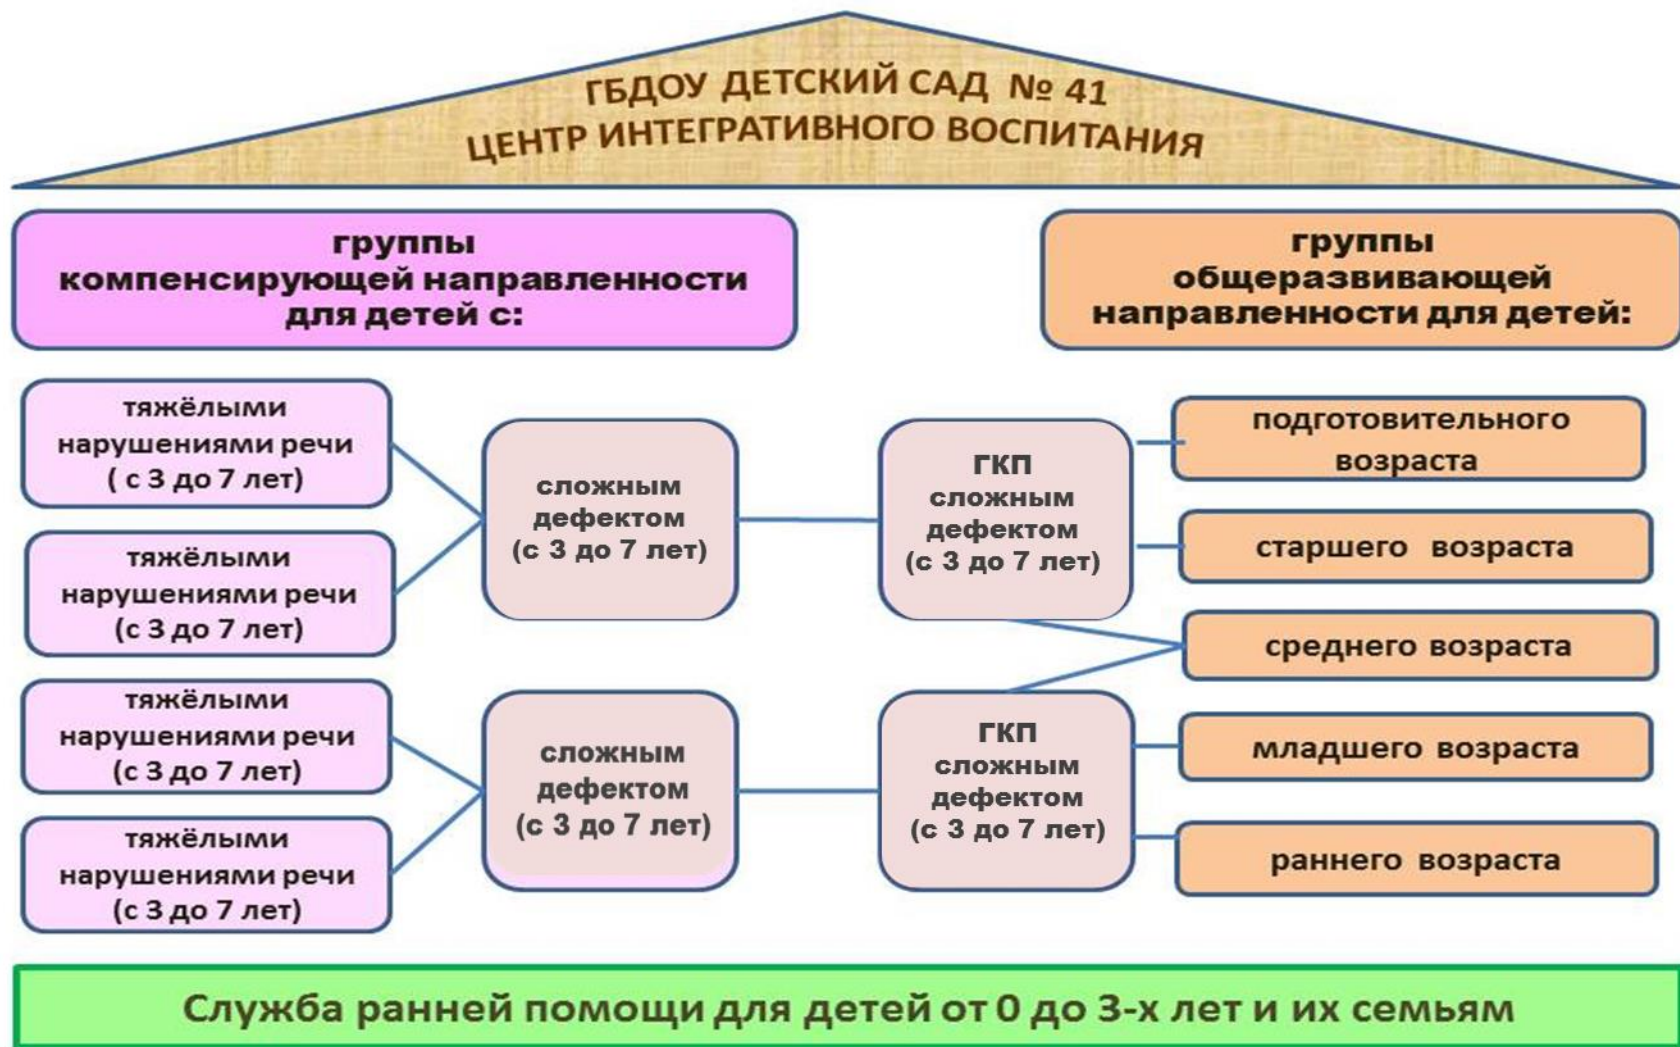 ГБДОУ ДЕТСКИЙ САД № 41
ЦЕНТР ИНТЕГРАТИВНОГО ВОСПИТАНИЯ
группы
компенсирующей направленности
для детей с:
группы
общеразвивающей
направленности для детей:
тяжёлыми
нарушениями речи
( с 3 до 7 лет)
тяжёлыми
нарушениями речи
(с 3 до 7 лет)
тяжёлыми
нарушениями речи
(с 3 до 7 лет)
тяжёлыми
нарушениями речи
(с 3 до 7 лет)
сложным
дефектом
(с 3 до 7 лет)
сложным
дефектом
(с 3 до 7 лет)
ГКП
сложным
дефектом
(с 3 до 7 лет)
ГКП
сложным
дефектом
(с 3 до 7 лет)
подготовительного
возраста
старшего возраста
среднего возраста
младшего возраста
раннего возраста
Служба ранней помощи для детей от 0 до 3-х лет и их семьям